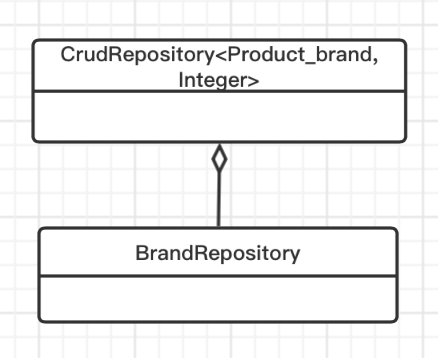 CrudRepository<Product_brand,
Integer>
BrandRepository